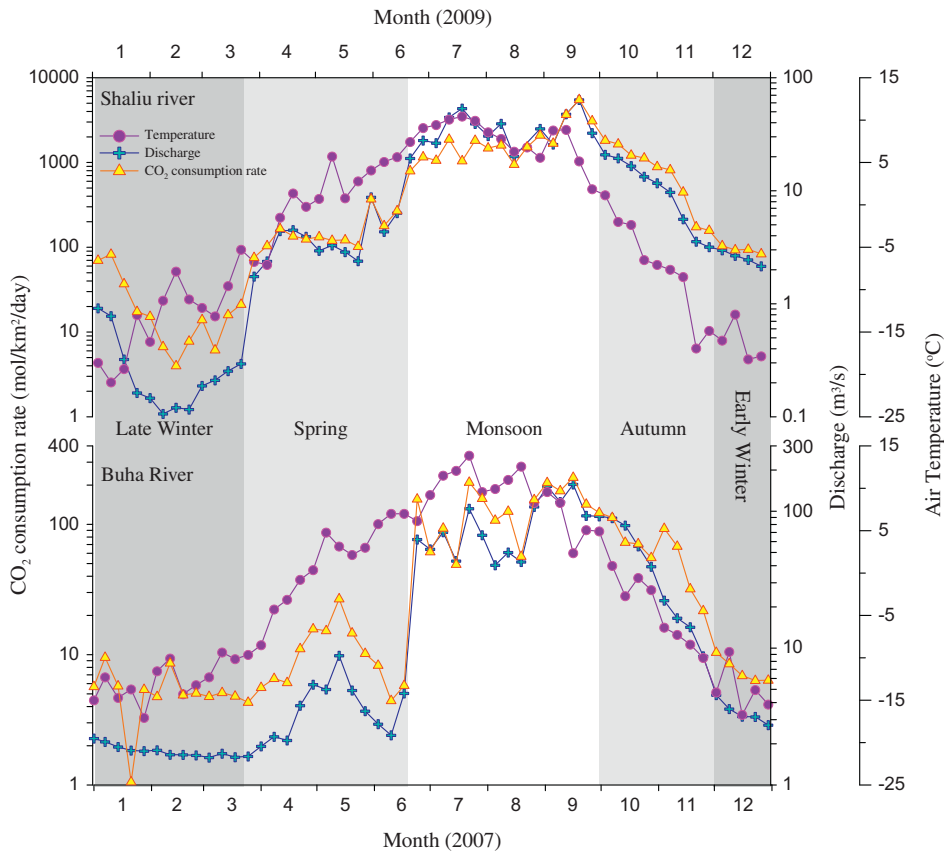 Month (2009)
1 2 3 4 5 6 7 8 9 10 11 12
10000 100 15
Shaliu river
Temperature
Discharge
CO₂ consumption rate
1000 5
10
100 -5
1
10 -15
1 0.1 -25
CO₂ consumption rate (mol/km²/day)
Discharge (m³/s)
Air Temperature (°C)
Late Winter Spring Monsoon Autumn Early Winter
400 300 15
Buha River
100 100
5
10 10 -5
-15
1 1 -25
1 2 3 4 5 6 7 8 9 10 11 12
Month (2007)